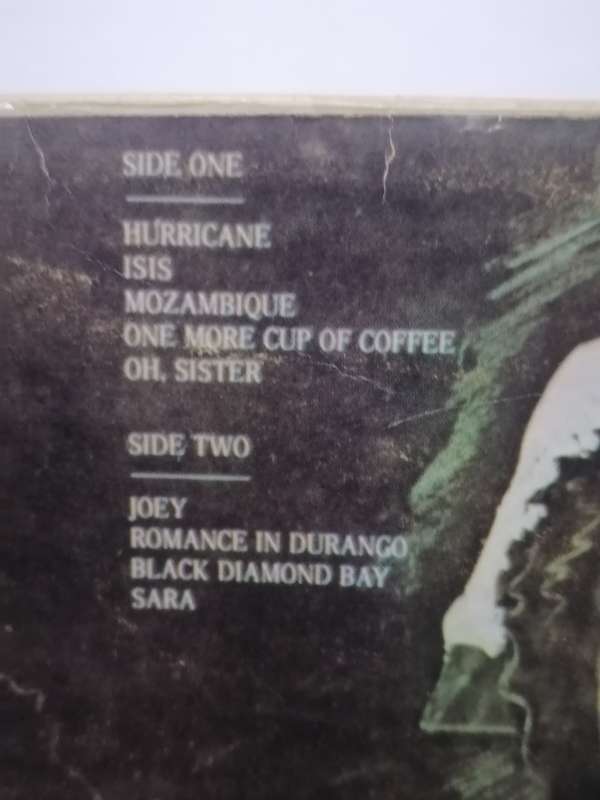 SIDE ONE
HURRICANE
ISIS
MOZAMBIQUE
ONE MORE CUP OF COFFEE
OH, SISTER
SIDE TWO
JOEY
ROMANCE IN DURANGO
BLACK DIAMOND BAY
SARA